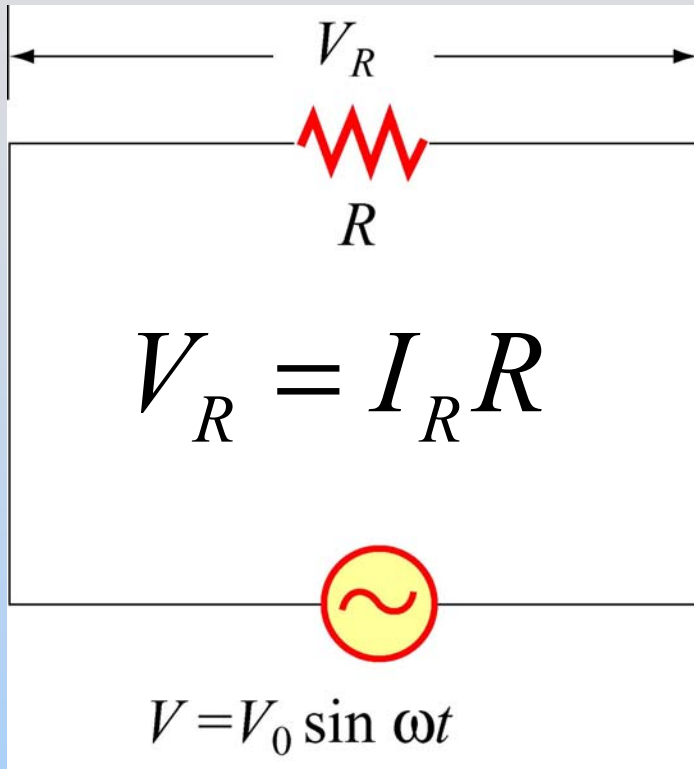 V_R
R
V_R = I_R R
V = V_0 sin ωt